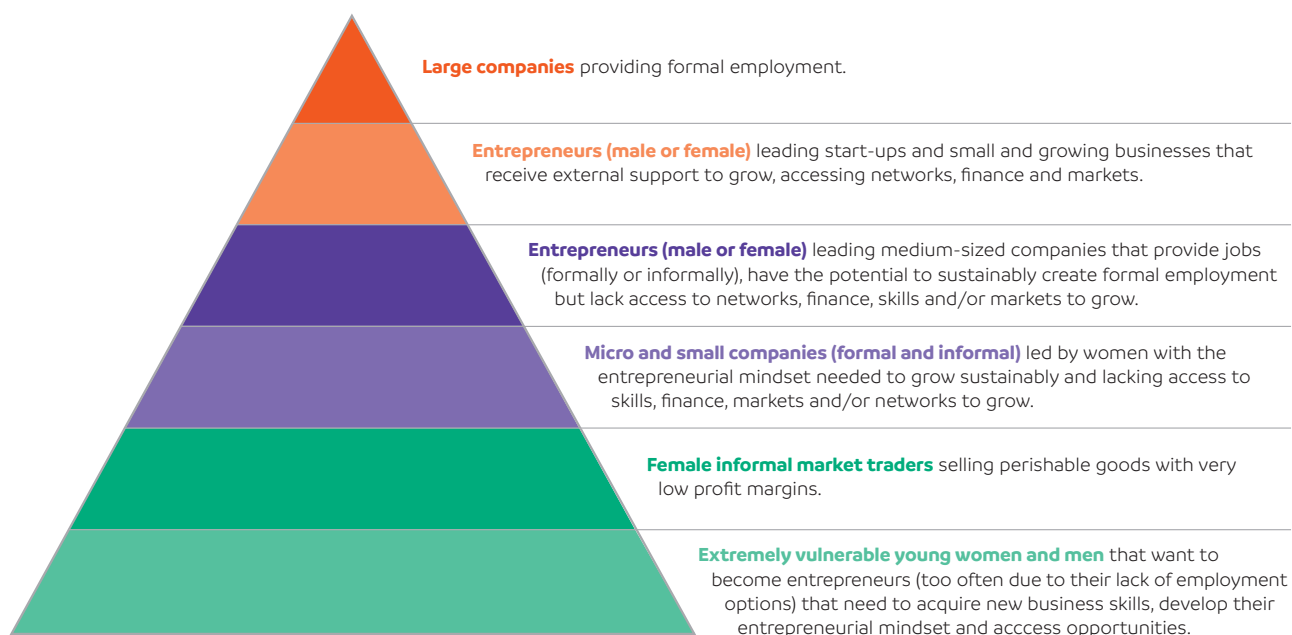 Large companies providing formal employment.
Entrepreneurs (male or female) leading start-ups and small and growing businesses that
receive external support to grow, accessing networks, finance and markets.
Entrepreneurs (male or female) leading medium-sized companies that provide jobs
(formally or informally), have the potential to sustainably create formal employment
but lack access to networks, finance, skills and/or markets to grow.
Micro and small companies (formal and informal) led by women with the
entrepreneurial mindset needed to grow sustainably and lacking access to
skills, finance, markets and/or networks to grow.
Female informal market traders selling perishable goods with very
low profit margins.
Extremely vulnerable young women and men that want to
become entrepreneurs (too often due to their lack of employment
options) that need to acquire new business skills, develop their
entrepreneurial mindset and acccess opportunities.